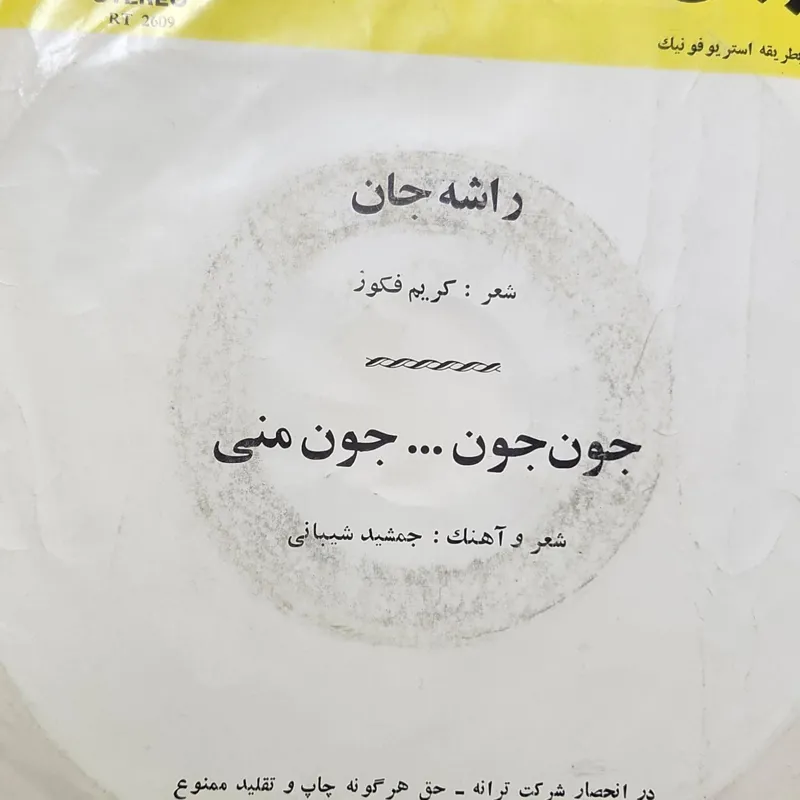 STEREO
RT 2609
بطریقه استریوفونیك
راشه جان
شعر : کریم فکوز
جون جون ... جون منی
شعر و آهنك : جمشید شیبانی
در انحصار شرکت ترانه - حق هرگونه چاپ و تقلید ممنوع